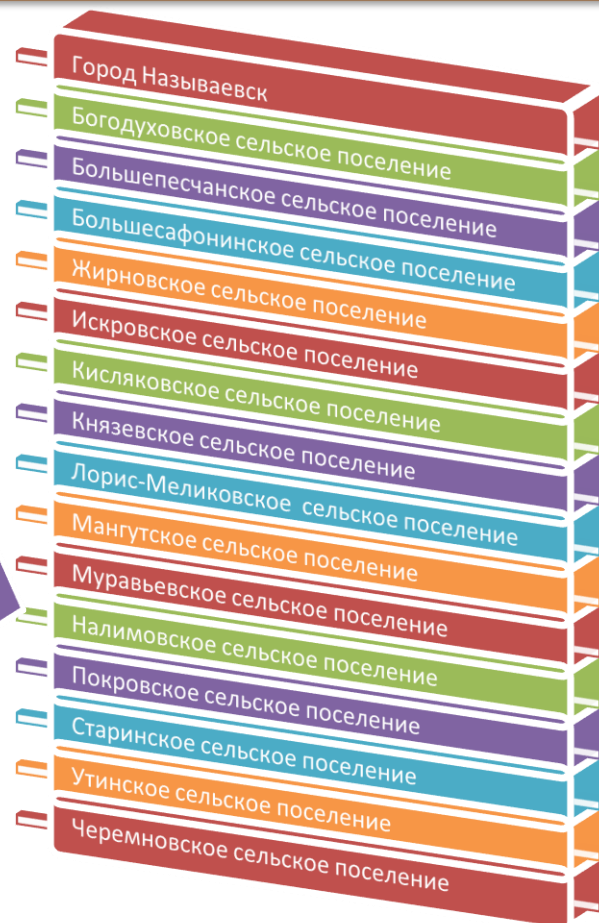 Город Называевск
Богодуховское сельское поселение
Большепесчанское сельское поселение
Большесафонинское сельское поселение
Жирновское сельское поселение
Искровское сельское поселение
Кисляковское сельское поселение
Князевское сельское поселение
Лорис-Меликовское сельское поселение
Мангутское сельское поселение
Муравьевское сельское поселение
Налимовское сельское поселение
Покровское сельское поселение
Старинское сельское поселение
Утинское сельское поселение
Черемновское сельское поселение